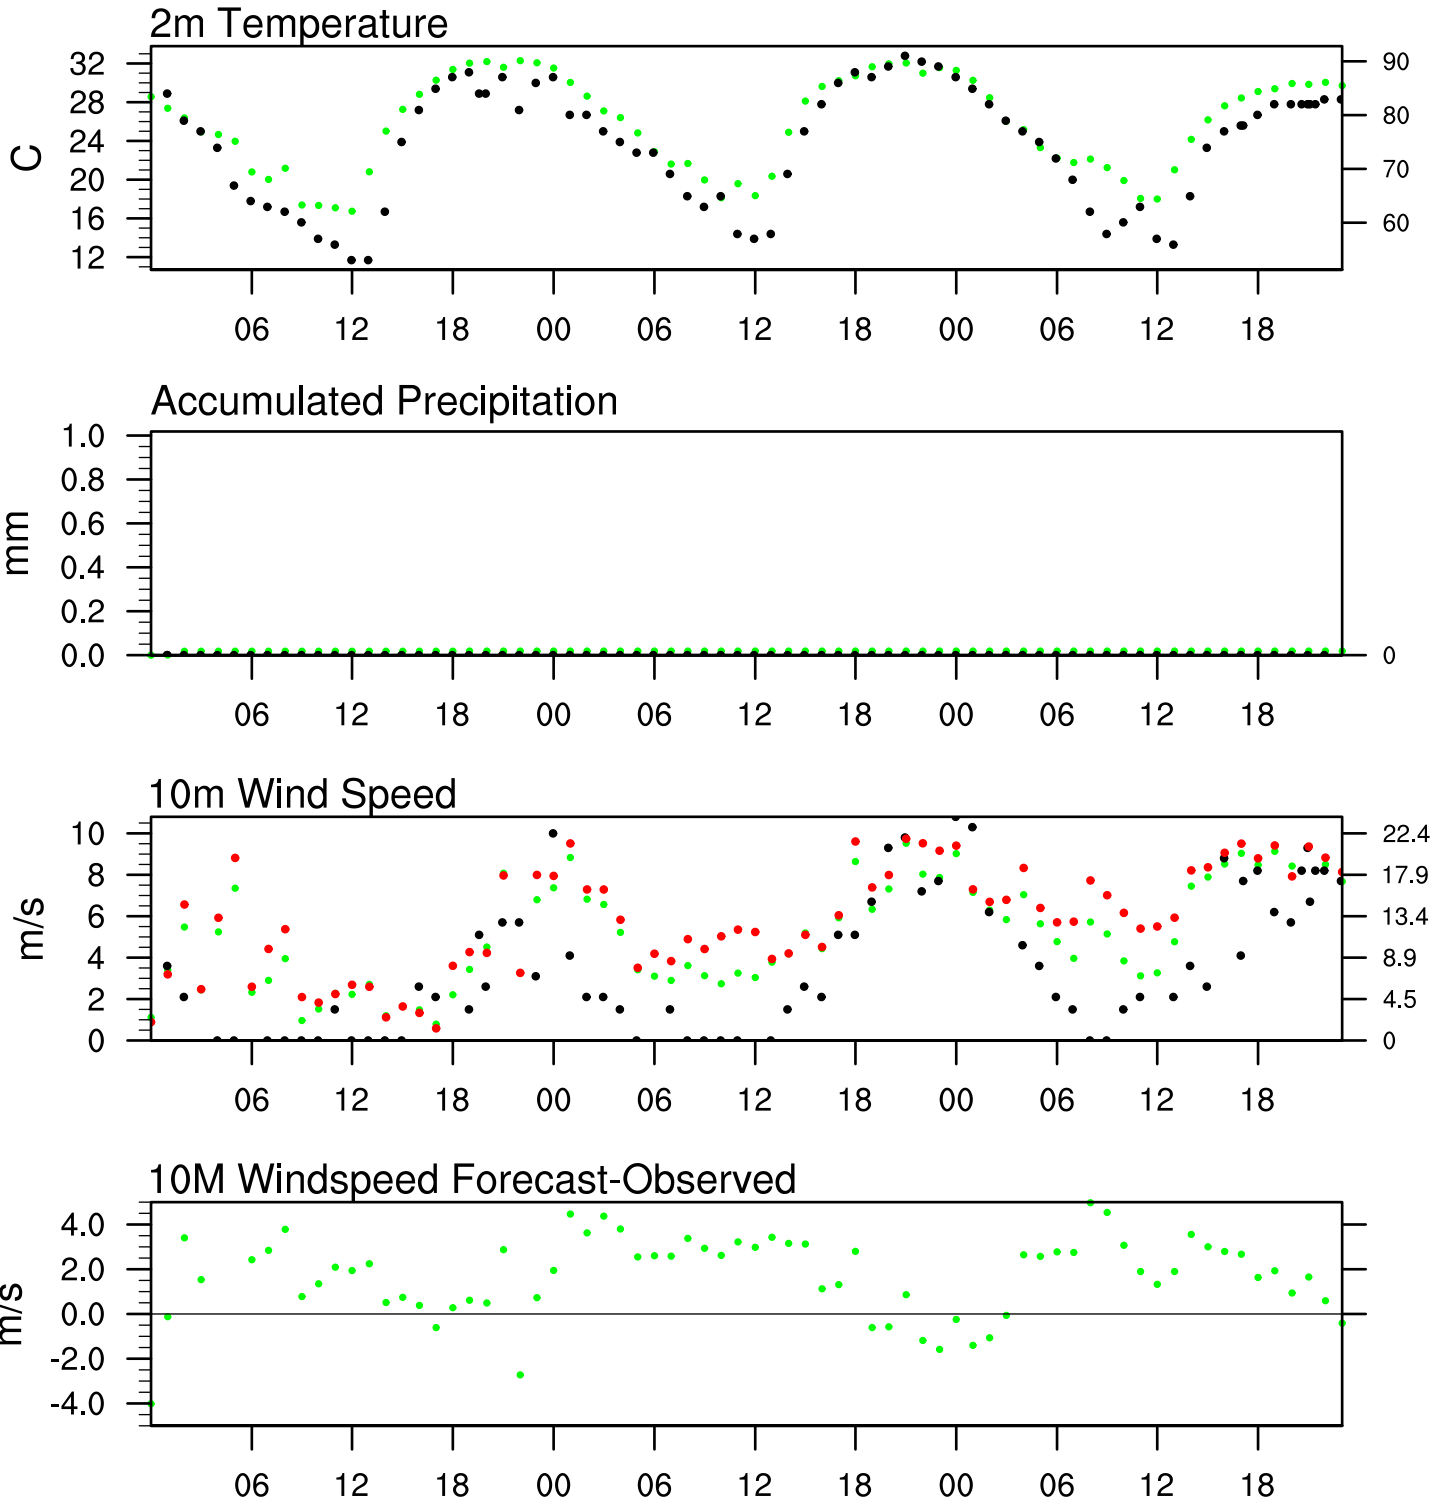 2m Temperature
32
28
24
20
16
12
C
90
80
70
60
06 12 18 00 06 12 18 00 06 12 18
Accumulated Precipitation
1.0
0.8
0.6
0.4
0.2
0.0
mm
0
06 12 18 00 06 12 18 00 06 12 18
10m Wind Speed
10
8
6
4
2
0
m/s
22.4
17.9
13.4
8.9
4.5
0
06 12 18 00 06 12 18 00 06 12 18
10M Windspeed Forecast-Observed
4.0
2.0
0.0
-2.0
-4.0
m/s
06 12 18 00 06 12 18 00 06 12 18